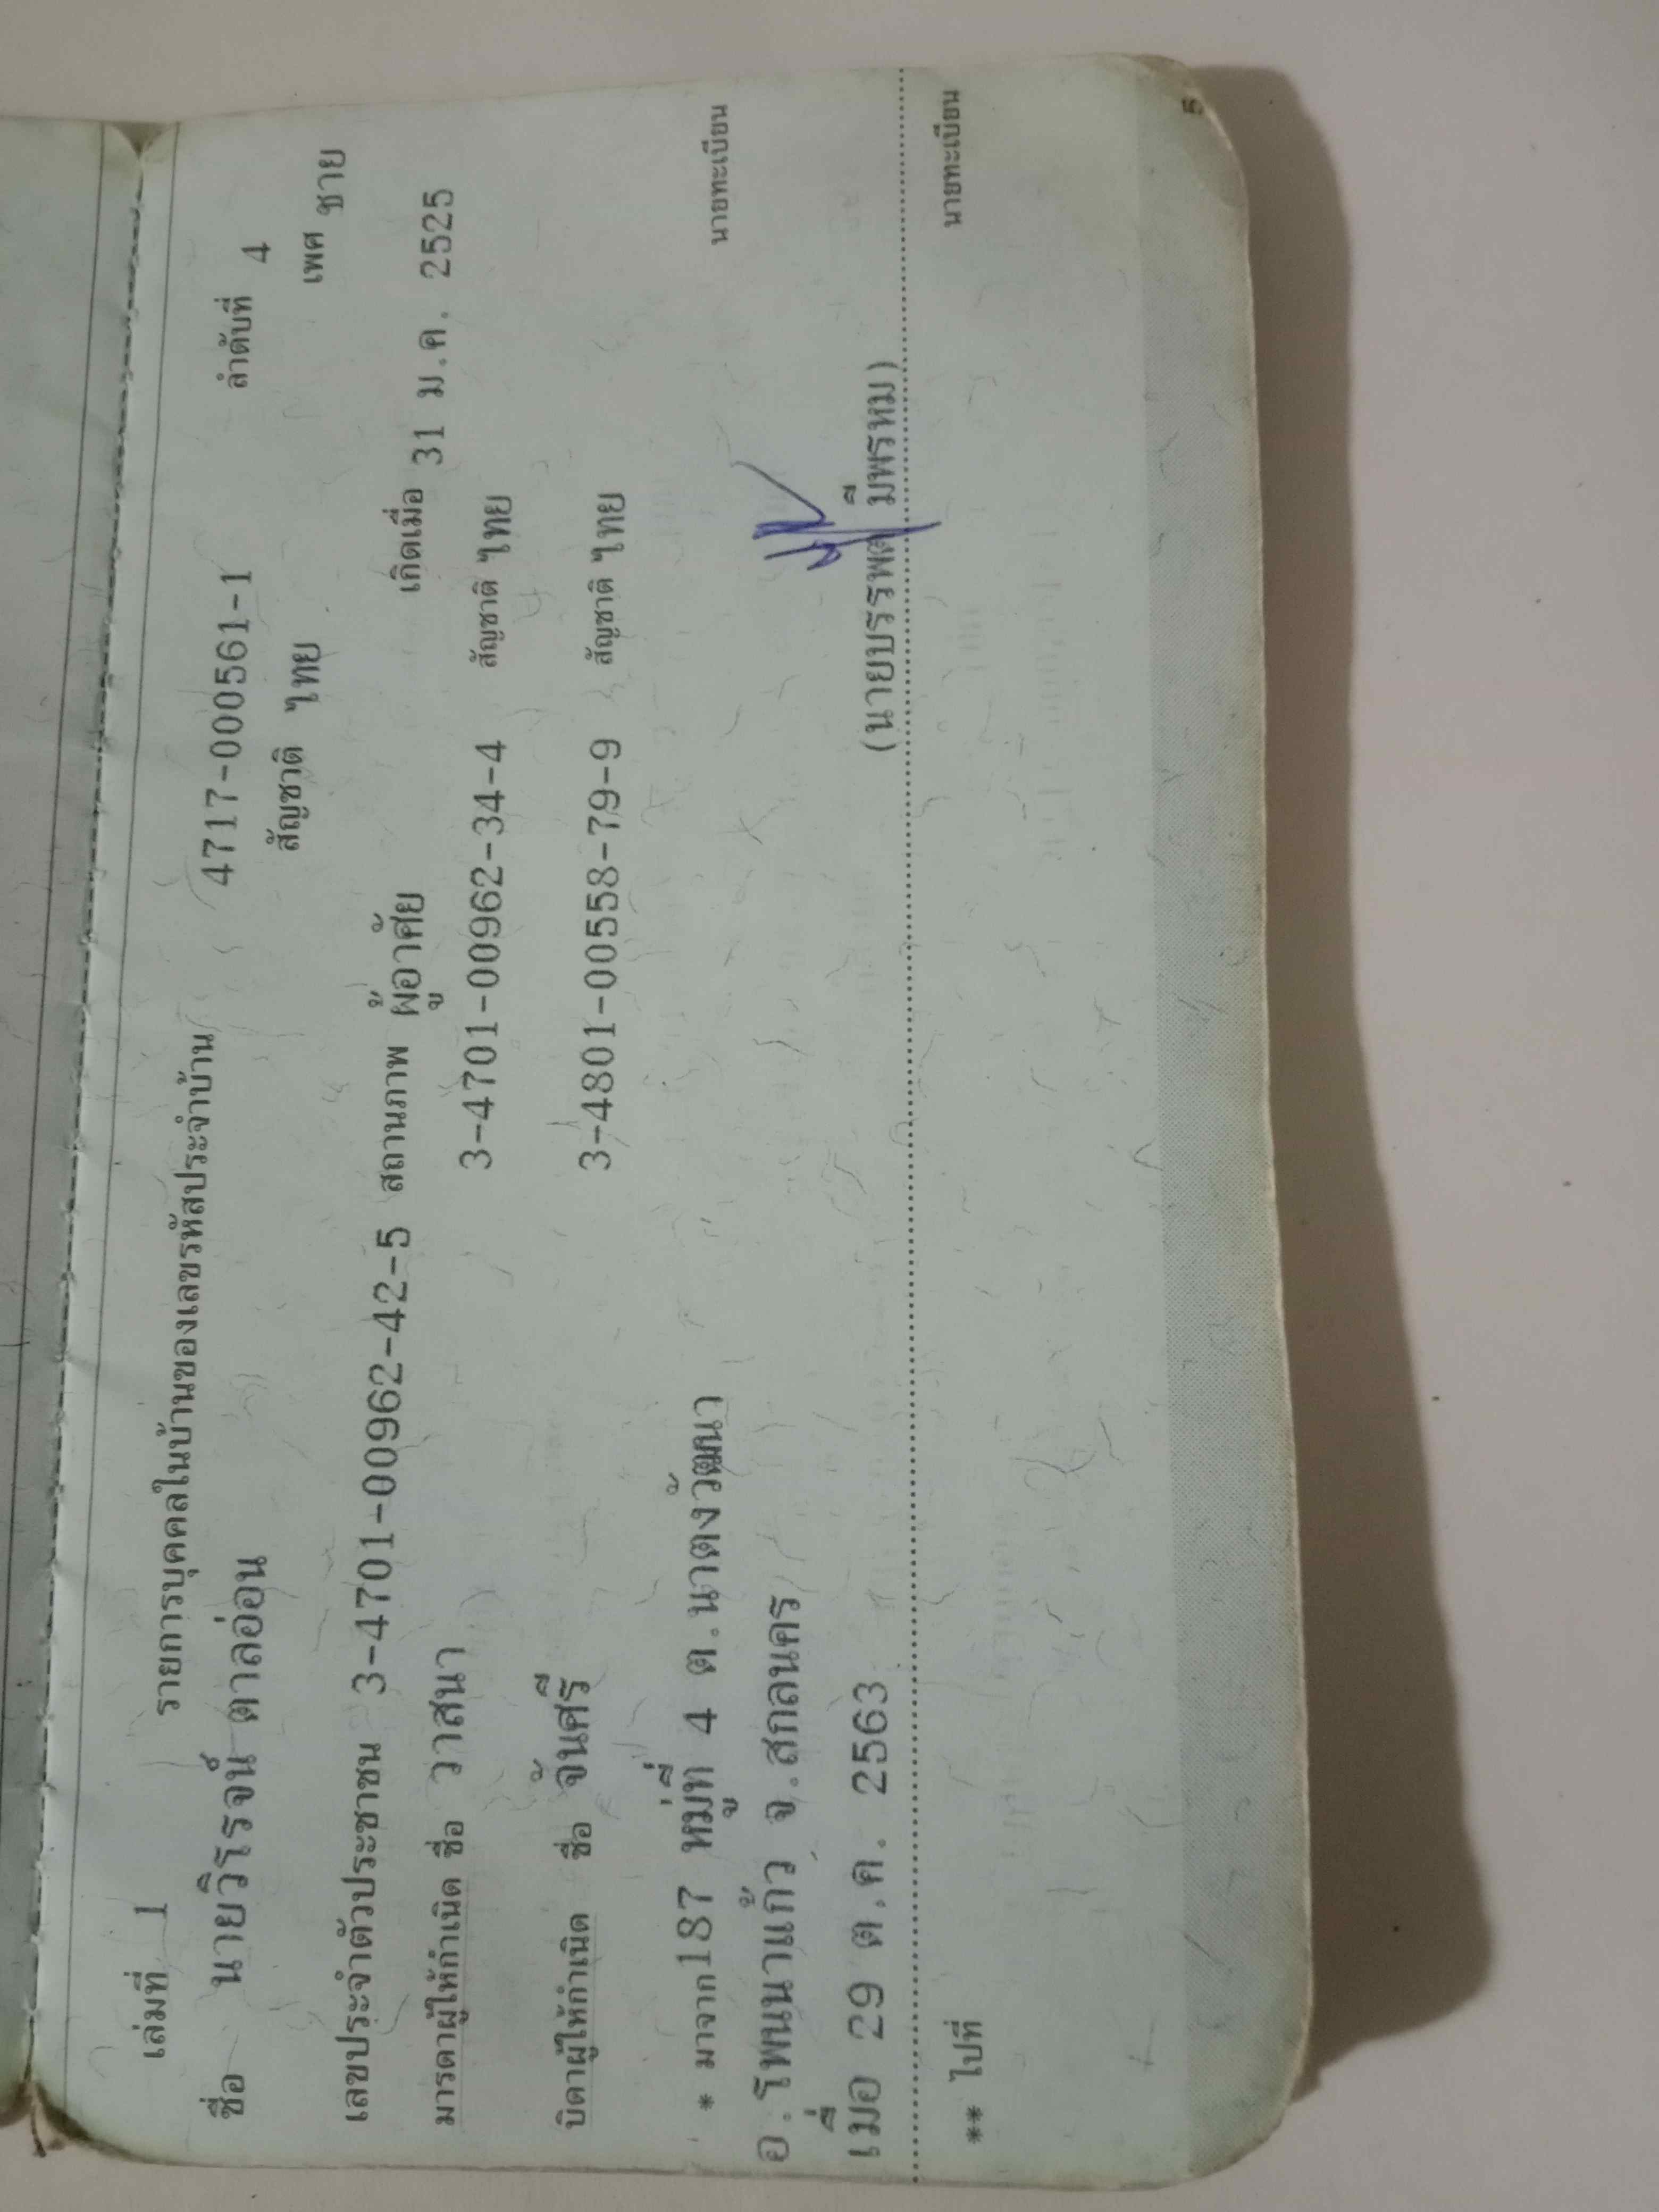 เล่มที่ 1 รายการบุคคลในบ้านของเลขรหัสประจำบ้าน 4717-000561-1 ลำดับที่ 4
ชื่อ นายวิโรจน์ ตาลอ่อน สัญชาติ ไทย เพศ ชาย
เลขประจำตัวประชาชน 3-4701-00962-42-5 สถานภาพ ผู้อาศัย เกิดเมื่อ 31 ม.ค. 2525
มารดาผู้ให้กำเนิด ชื่อ วาสนา 3-4701-00962-34-4 สัญชาติ ไทย
บิดาผู้ให้กำเนิด ชื่อ จันศรี 3-4801-00558-79-9 สัญชาติ ไทย
* มาจาก 187 หมู่ที่ 4 ต.นาตงวัฒนา นายทะเบียน
อ.โพนนาแก้ว จ.สกลนคร
เมื่อ 29 ต.ค. 2563 (นายบรรพต มีพรหม)
** ไปที่ นายทะเบียน
5